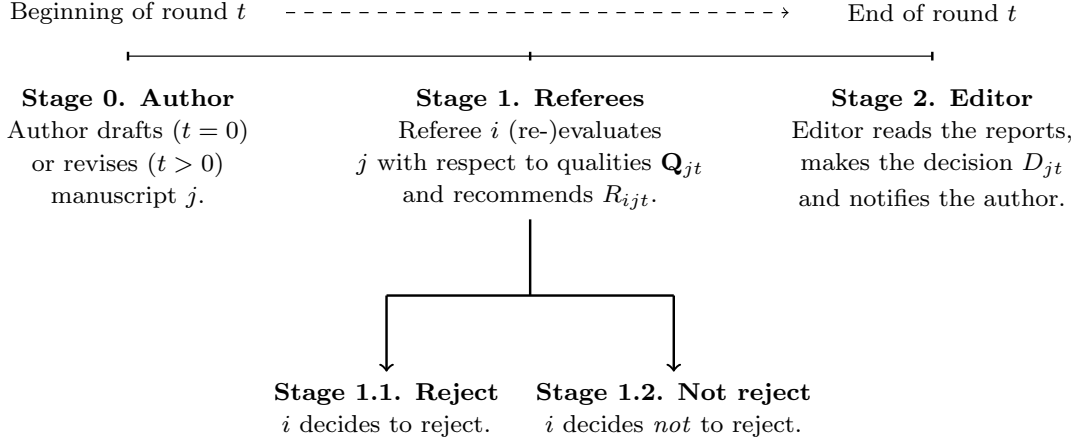 Beginning of round t
End of round t
Stage 0. Author
Author drafts (t = 0)
or revises (t > 0)
manuscript j.
Stage 1. Referees
Referee i (re-)evaluates
j with respect to qualities Q_jt
and recommends R_ijt.
Stage 2. Editor
Editor reads the reports,
makes the decision D_jt
and notifies the author.
Stage 1.1. Reject
i decides to reject.
Stage 1.2. Not reject
i decides not to reject.